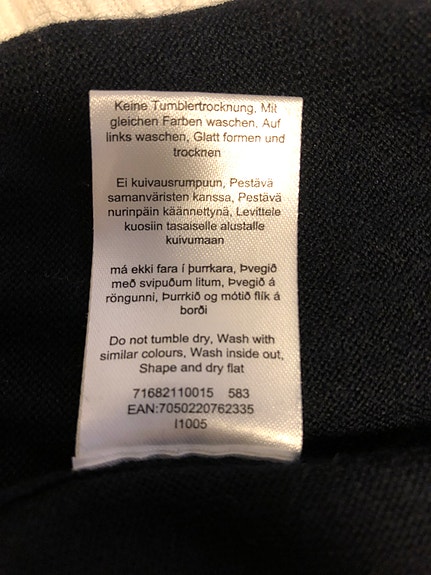 Keine Tumblertrocknung, Mit
gleichen Farben waschen, Auf
links waschen, Glatt formen und
trocknen
Ei kuivausrumpuun, Pestävä
samanväristen kanssa, Pestävä
nurinpäin käännettynä, Levittele
kuosiin tasaiselle alustalle
kuivumaan
má ekki fara í þurrkara, Þvegið
með svipuðum litum, Þvegið á
röngunni, Þurrkið og mótið flík á
borði
Do not tumble dry, Wash with
similar colours, Wash inside out,
Shape and dry flat
71682110015 583
EAN:7050220762335
I1005